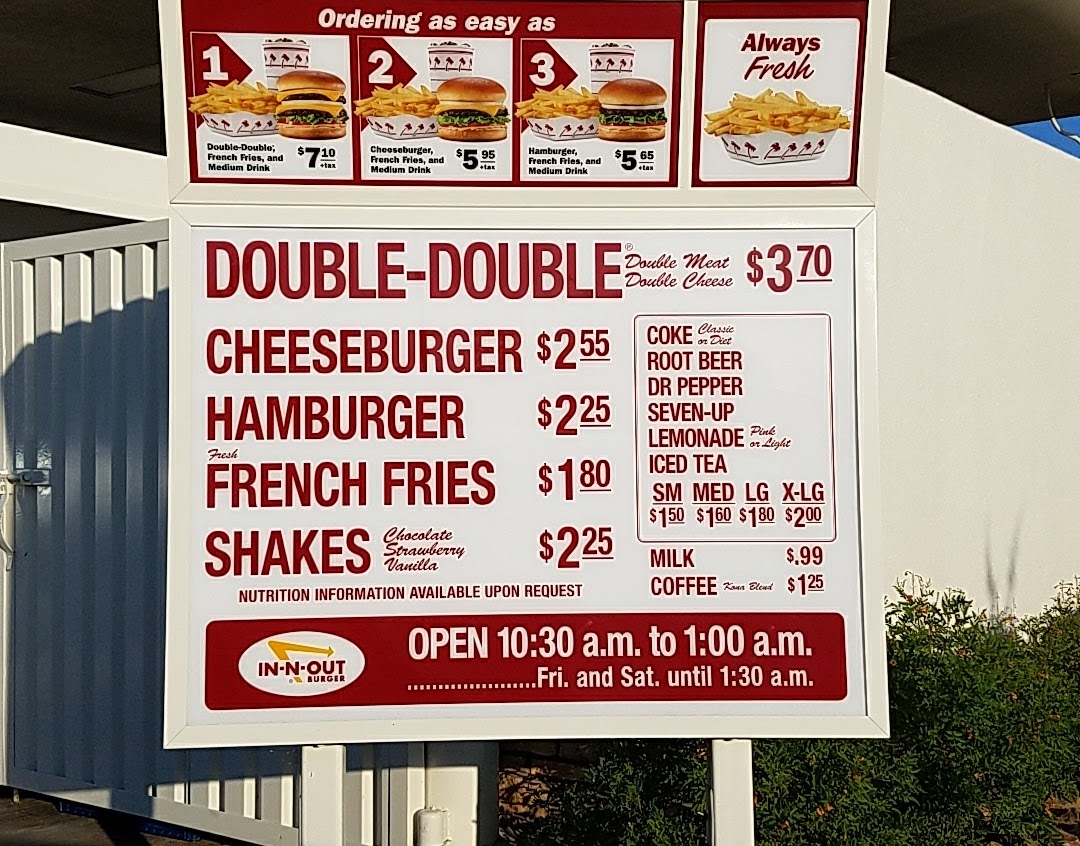 Ordering as easy as
1
Double-Double,
French Fries, and
Medium Drink
$7.10
+tax
2
Cheeseburger,
French Fries, and
Medium Drink
$5.95
+tax
3
Hamburger,
French Fries, and
Medium Drink
$5.65
+tax
Always
Fresh
DOUBLE-DOUBLE® Double Meat Double Cheese $3.70
CHEESEBURGER $2.55
HAMBURGER $2.25
Fresh
FRENCH FRIES $1.80
SHAKES Chocolate Strawberry Vanilla $2.25
NUTRITION INFORMATION AVAILABLE UPON REQUEST
COKE Classic or Diet
ROOT BEER
DR PEPPER
SEVEN-UP
LEMONADE Pink or Light
ICED TEA
SM MED LG X-LG
$1.50 $1.60 $1.80 $2.00
MILK $.99
COFFEE Kona Blend $1.25
IN-N-OUT
BURGER
OPEN 10:30 a.m. to 1:00 a.m.
.....................Fri. and Sat. until 1:30 a.m.